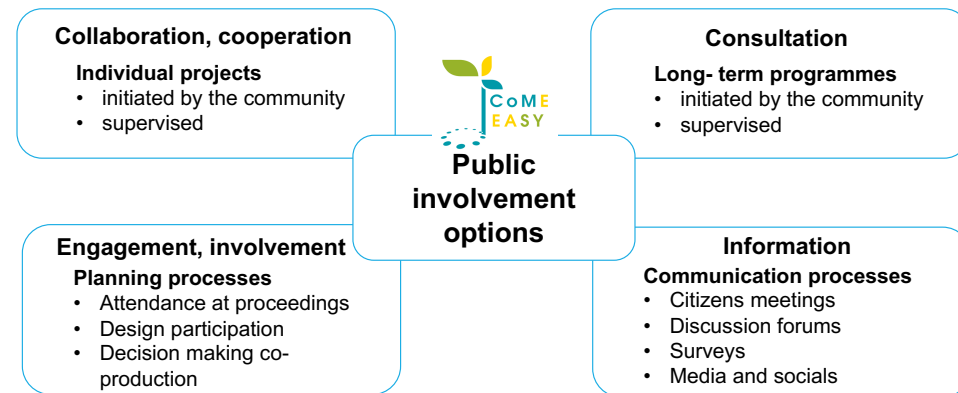 Collaboration, cooperation
Individual projects
• initiated by the community
• supervised
CoME
EASY
Consultation
Long- term programmes
• initiated by the community
• supervised
Public
involvement
options
Engagement, involvement
Planning processes
• Attendance at proceedings
• Design participation
• Decision making co-
production
Information
Communication processes
• Citizens meetings
• Discussion forums
• Surveys
• Media and socials